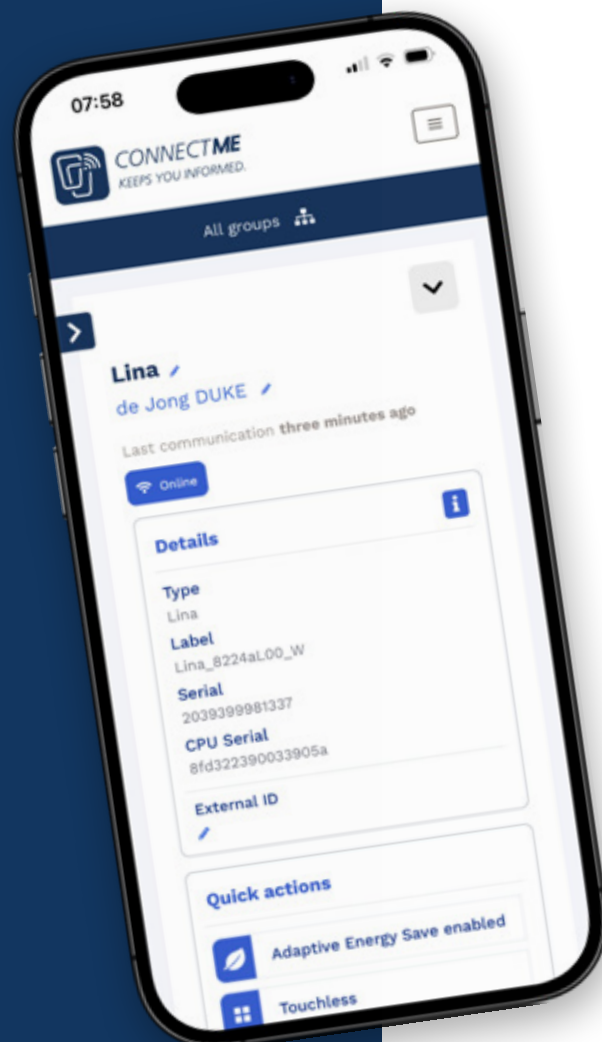 07:58
CONNECTME
KEEPS YOU INFORMED.
All groups
Lina
de Jong DUKE
Last communication three minutes ago
Online
Details
Type
Lina
Label
Lina_8224aL00_W
Serial
2039399981337
CPU Serial
8fd322390033905a
External ID
Quick actions
Adaptive Energy Save enabled
Touchless